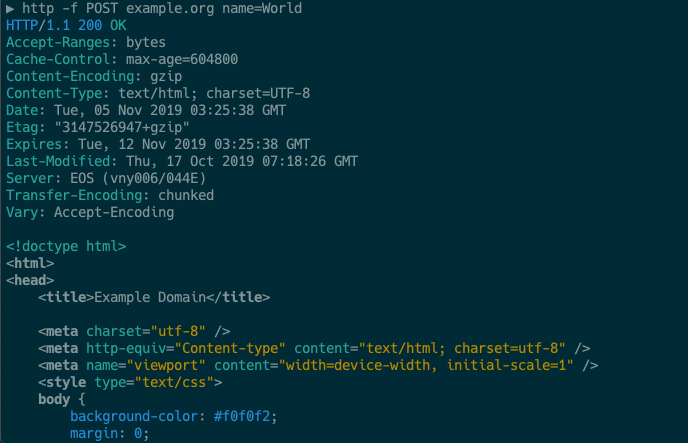 ▶ http -f POST example.org name=World
HTTP/1.1 200 OK
Accept-Ranges: bytes
Cache-Control: max-age=604800
Content-Encoding: gzip
Content-Type: text/html; charset=UTF-8
Date: Tue, 05 Nov 2019 03:25:38 GMT
Etag: "3147526947+gzip"
Expires: Tue, 12 Nov 2019 03:25:38 GMT
Last-Modified: Thu, 17 Oct 2019 07:18:26 GMT
Server: EOS (vny006/044E)
Transfer-Encoding: chunked
Vary: Accept-Encoding

<!doctype html>
<html>
<head>
    <title>Example Domain</title>

    <meta charset="utf-8" />
    <meta http-equiv="Content-type" content="text/html; charset=utf-8" />
    <meta name="viewport" content="width=device-width, initial-scale=1" />
    <style type="text/css">
    body {
        background-color: #f0f0f2;
        margin: 0;